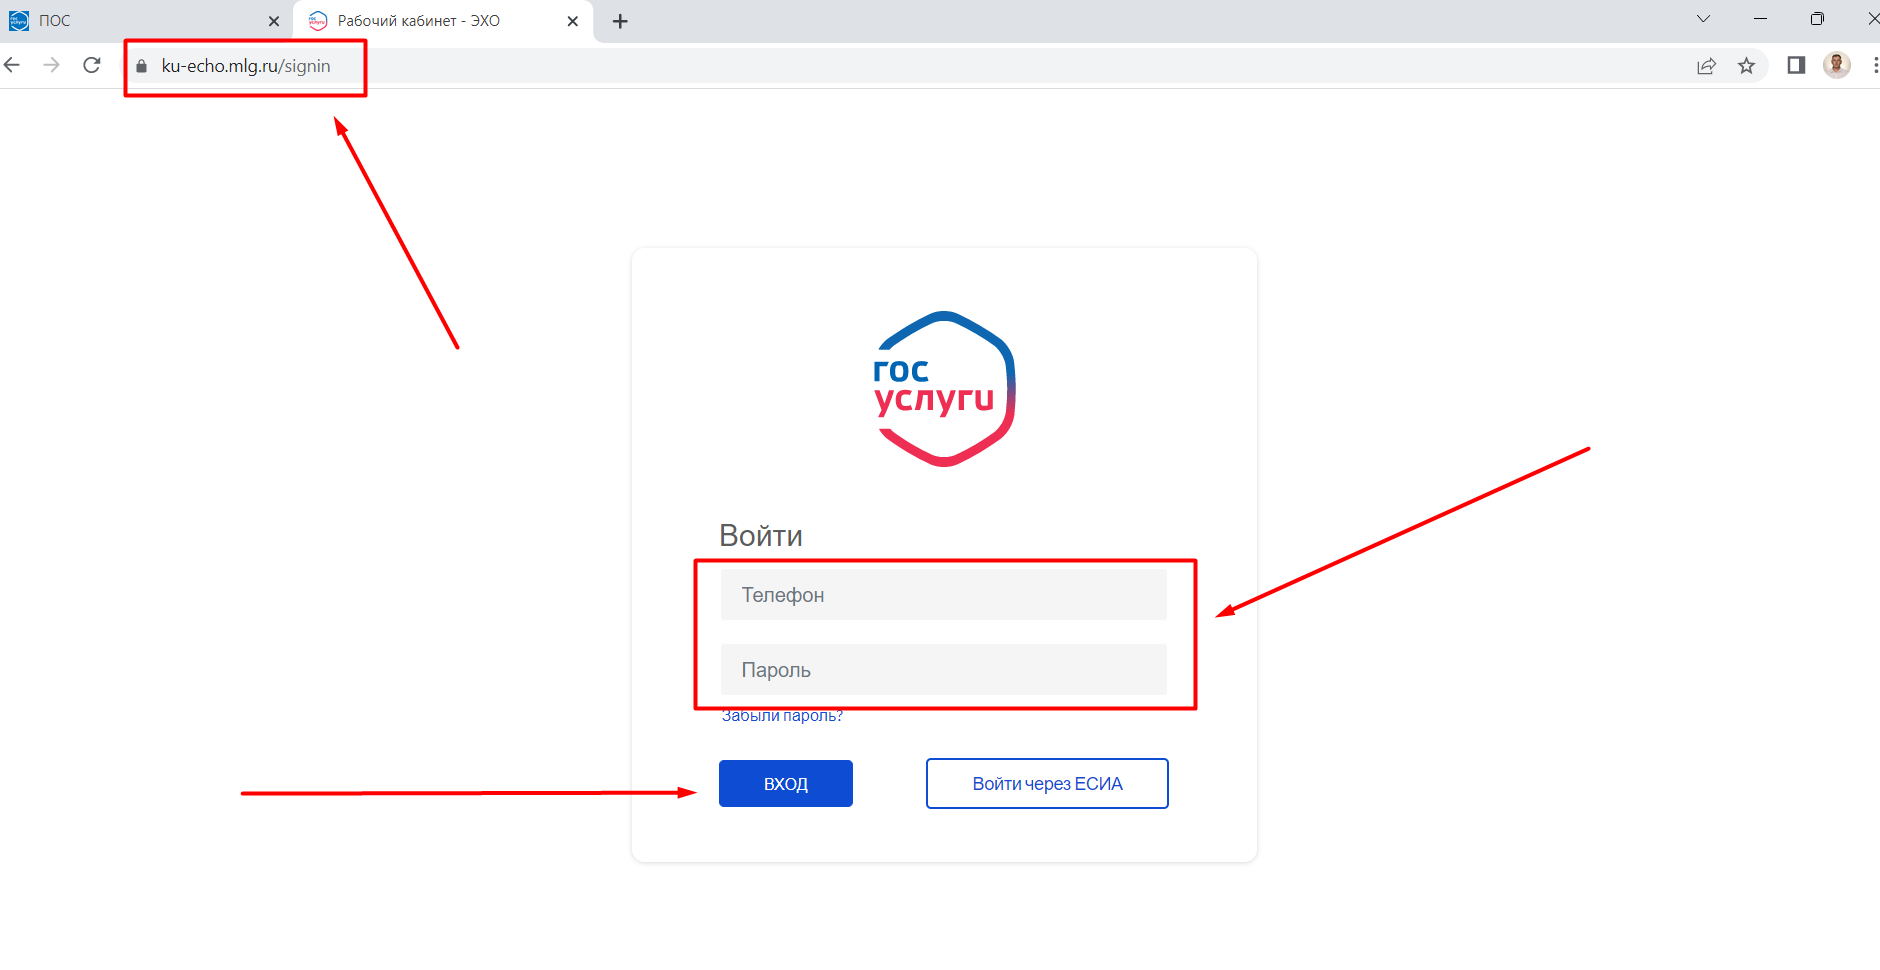 ПОС
Рабочий кабинет - ЭХО
ku-echo.mlg.ru/signin
гос
услуги
Войти
Телефон
Пароль
Забыли пароль?
ВХОД
Войти через ЕСИА